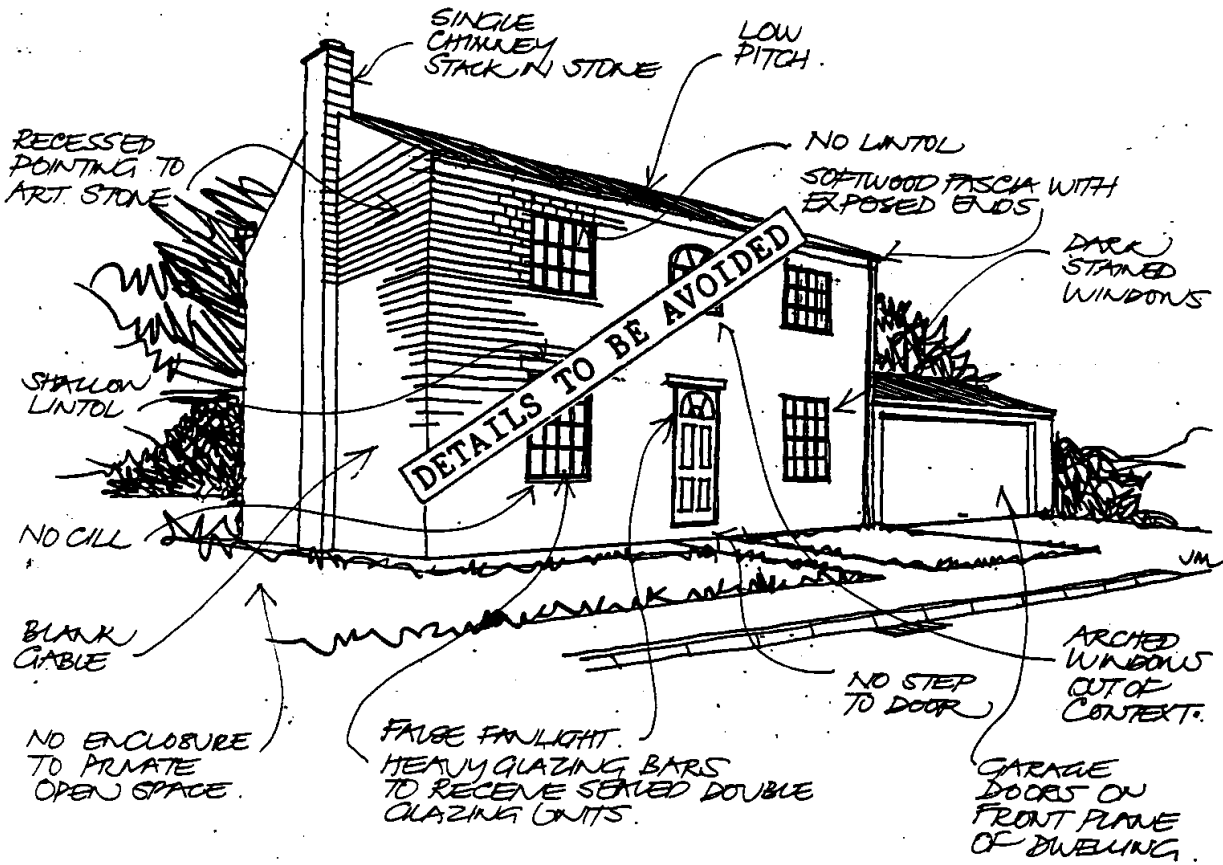 SINGLE
CHIMNEY
STACK IN STONE
LOW
PITCH.
RECESSED
POINTING TO
ART. STONE
NO LINTOL
SOFTWOOD FASCIA WITH
EXPOSED ENDS
DARK
STAINED
WINDOWS
DETAILS TO BE AVOIDED
SHALLOW
LINTOL
NO CILL
JM
BLANK
GABLE
ARCHED
WINDOWS
OUT OF
CONTEXT.
NO STEP
TO DOOR
NO ENCLOSURE
TO PRIVATE
OPEN SPACE.
FALSE FANLIGHT.
HEAVY GLAZING BARS
TO RECEIVE SEALED DOUBLE
GLAZING UNITS.
GARAGE
DOORS ON
FRONT PLANE
OF DWELLING.